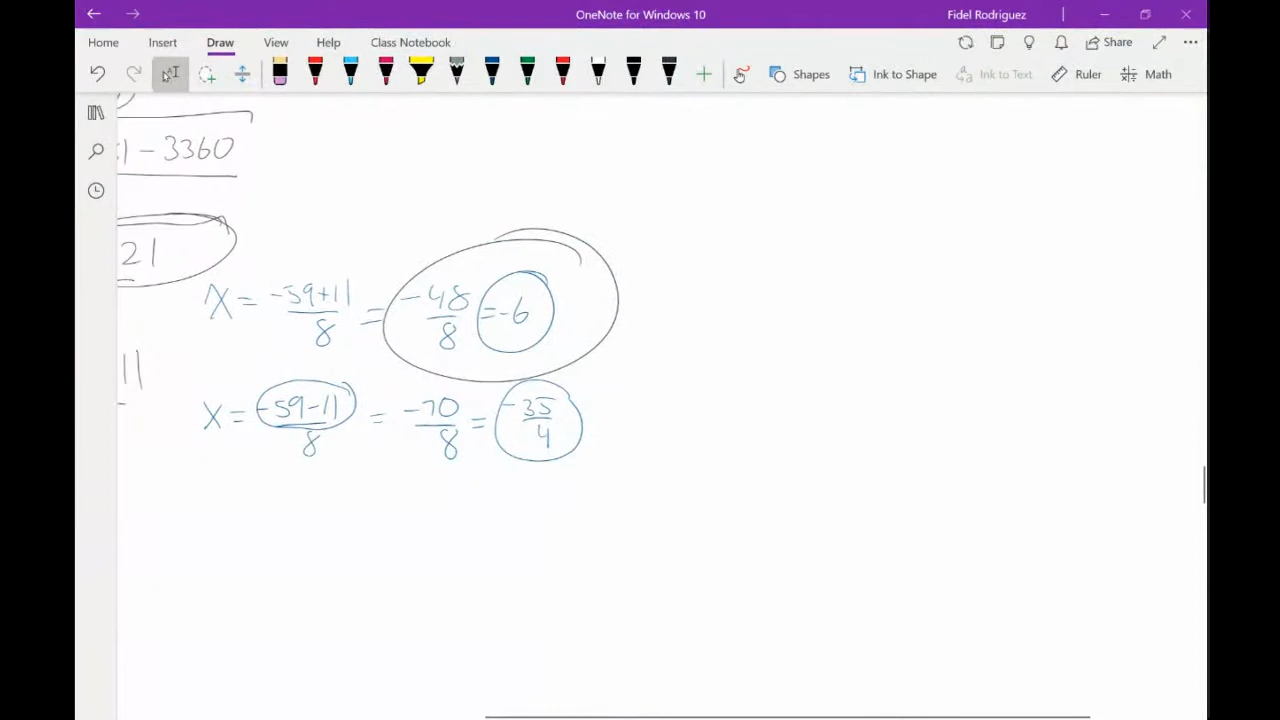 OneNote for Windows 10
Fidel Rodriguez
Home Insert Draw View Help Class Notebook
Share
Shapes Ink to Shape Ink to Text Ruler Math
1 - 3360
21
X = -59+11/8 = -48/8 = -6
11
X = -59-11/8 = -70/8 = -35/4